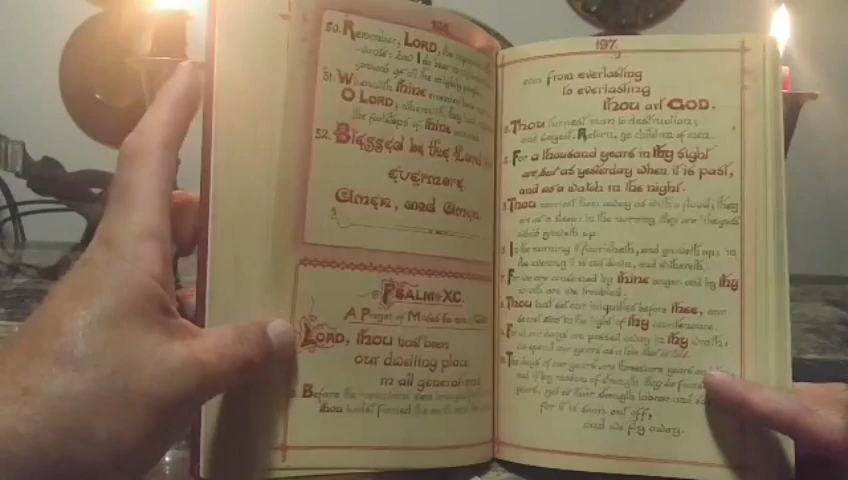 50. Remember, LORD,
51. Wherewith thine enemies
O LORD; wherewith they
the footsteps of thine
52. Blessed be the Lord
evermore
Amen, and Amen.
PSALM XC.
A Prayer of Moses the man of God
LORD, thou hast been
our dwelling place
in all generations
Before the mountains were brought
thou hadst formed the earth and the
197.
even from everlasting
to everlasting
thou art GOD.
3. Thou turnest man to destruction;
and sayest, Return, ye children of men.
4. For a thousand years in thy sight
are but as yesterday when it is past,
and as a watch in the night.
5. Thou carriest them away as with a flood; they
are as a sleep: in the morning they are like grass
which groweth up.
6. In the morning it flourisheth, and groweth up; in
the evening it is cut down, and withereth.
7. For we are consumed by thine anger, and by thy
wrath are we troubled.
8. Thou hast set our iniquities before thee, our
secret sins in the light of thy countenance.
9. For all our days are passed away in thy wrath;
we spend our years as a tale that is told.
10. The days of our years are threescore years and
and if by reason of strength they be
years, yet is their strength labour and
for it is soon cut off,
and we fly away.